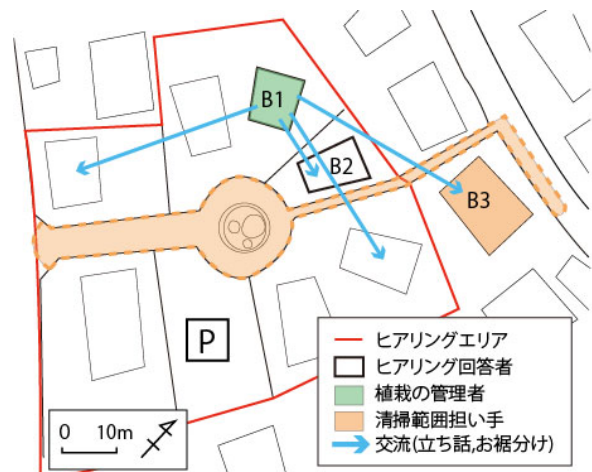 B1
B2
B3
P
0 10m
ヒアリングエリア
ヒアリング回答者
植栽の管理者
清掃範囲担い手
交流(立ち話,お裾分け)